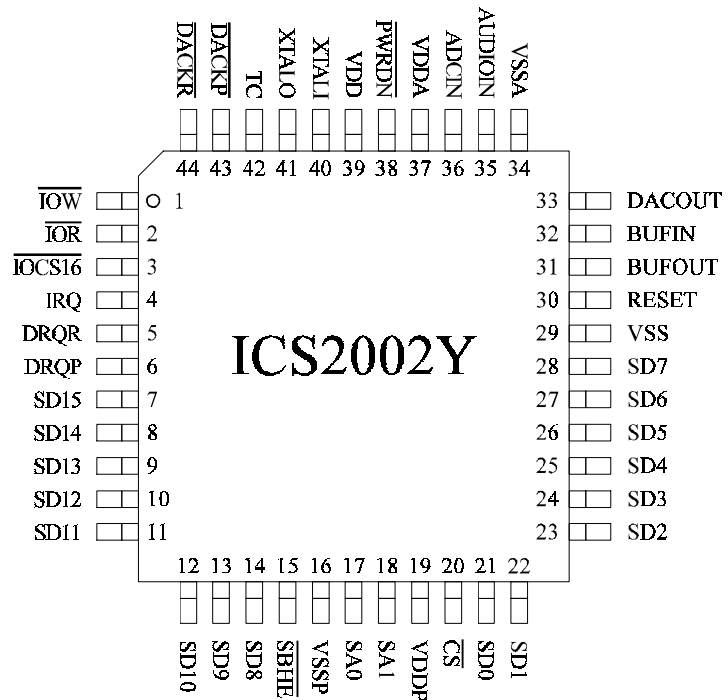 DACKR DACKP TC XTALO XTALI VDD PWRDN VDDA ADCIN AUDIOIN VSSA
44 43 42 41 40 39 38 37 36 35 34
IOW 1 33 DACOUT
IOR 2 32 BUFIN
IOCS16 3 31 BUFOUT
IRQ 4 30 RESET
DRQR 5 29 VSS
DRQP 6 28 SD7
ICS2002Y
SD15 7 27 SD6
SD14 8 26 SD5
SD13 9 25 SD4
SD12 10 24 SD3
SD11 11 23 SD2
12 13 14 15 16 17 18 19 20 21 22
SD10 SD9 SD8 SBHE VSSP SA0 SA1 VDDP CS SD0 SD1